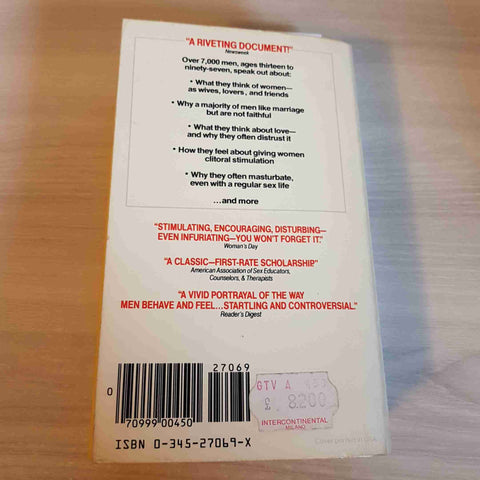 "A RIVETING DOCUMENT!"
Newsweek
Over 7,000 men, ages thirteen to
ninety-seven, speak out about:
• What they think of women—
as wives, lovers, and friends
• Why a majority of men like marriage
but are not faithful
• What they think about love—
and why they often distrust it
• How they feel about giving women
clitoral stimulation
• Why they often masturbate,
even with a regular sex life
...and more
"STIMULATING, ENCOURAGING, DISTURBING—
EVEN INFURIATING—YOU WON'T FORGET IT."
Woman's Day
"A CLASSIC—FIRST-RATE SCHOLARSHIP."
American Association of Sex Educators,
Counselors, & Therapists
"A VIVID PORTRAYAL OF THE WAY
MEN BEHAVE AND FEEL...STARTLING AND CONTROVERSIAL."
Reader's Digest
27069
0
70999 00450
ISBN 0-345-27069-X
GTV A 450
£. 8200
INTERCONTINENTAL
MILANO
Cover printed in USA